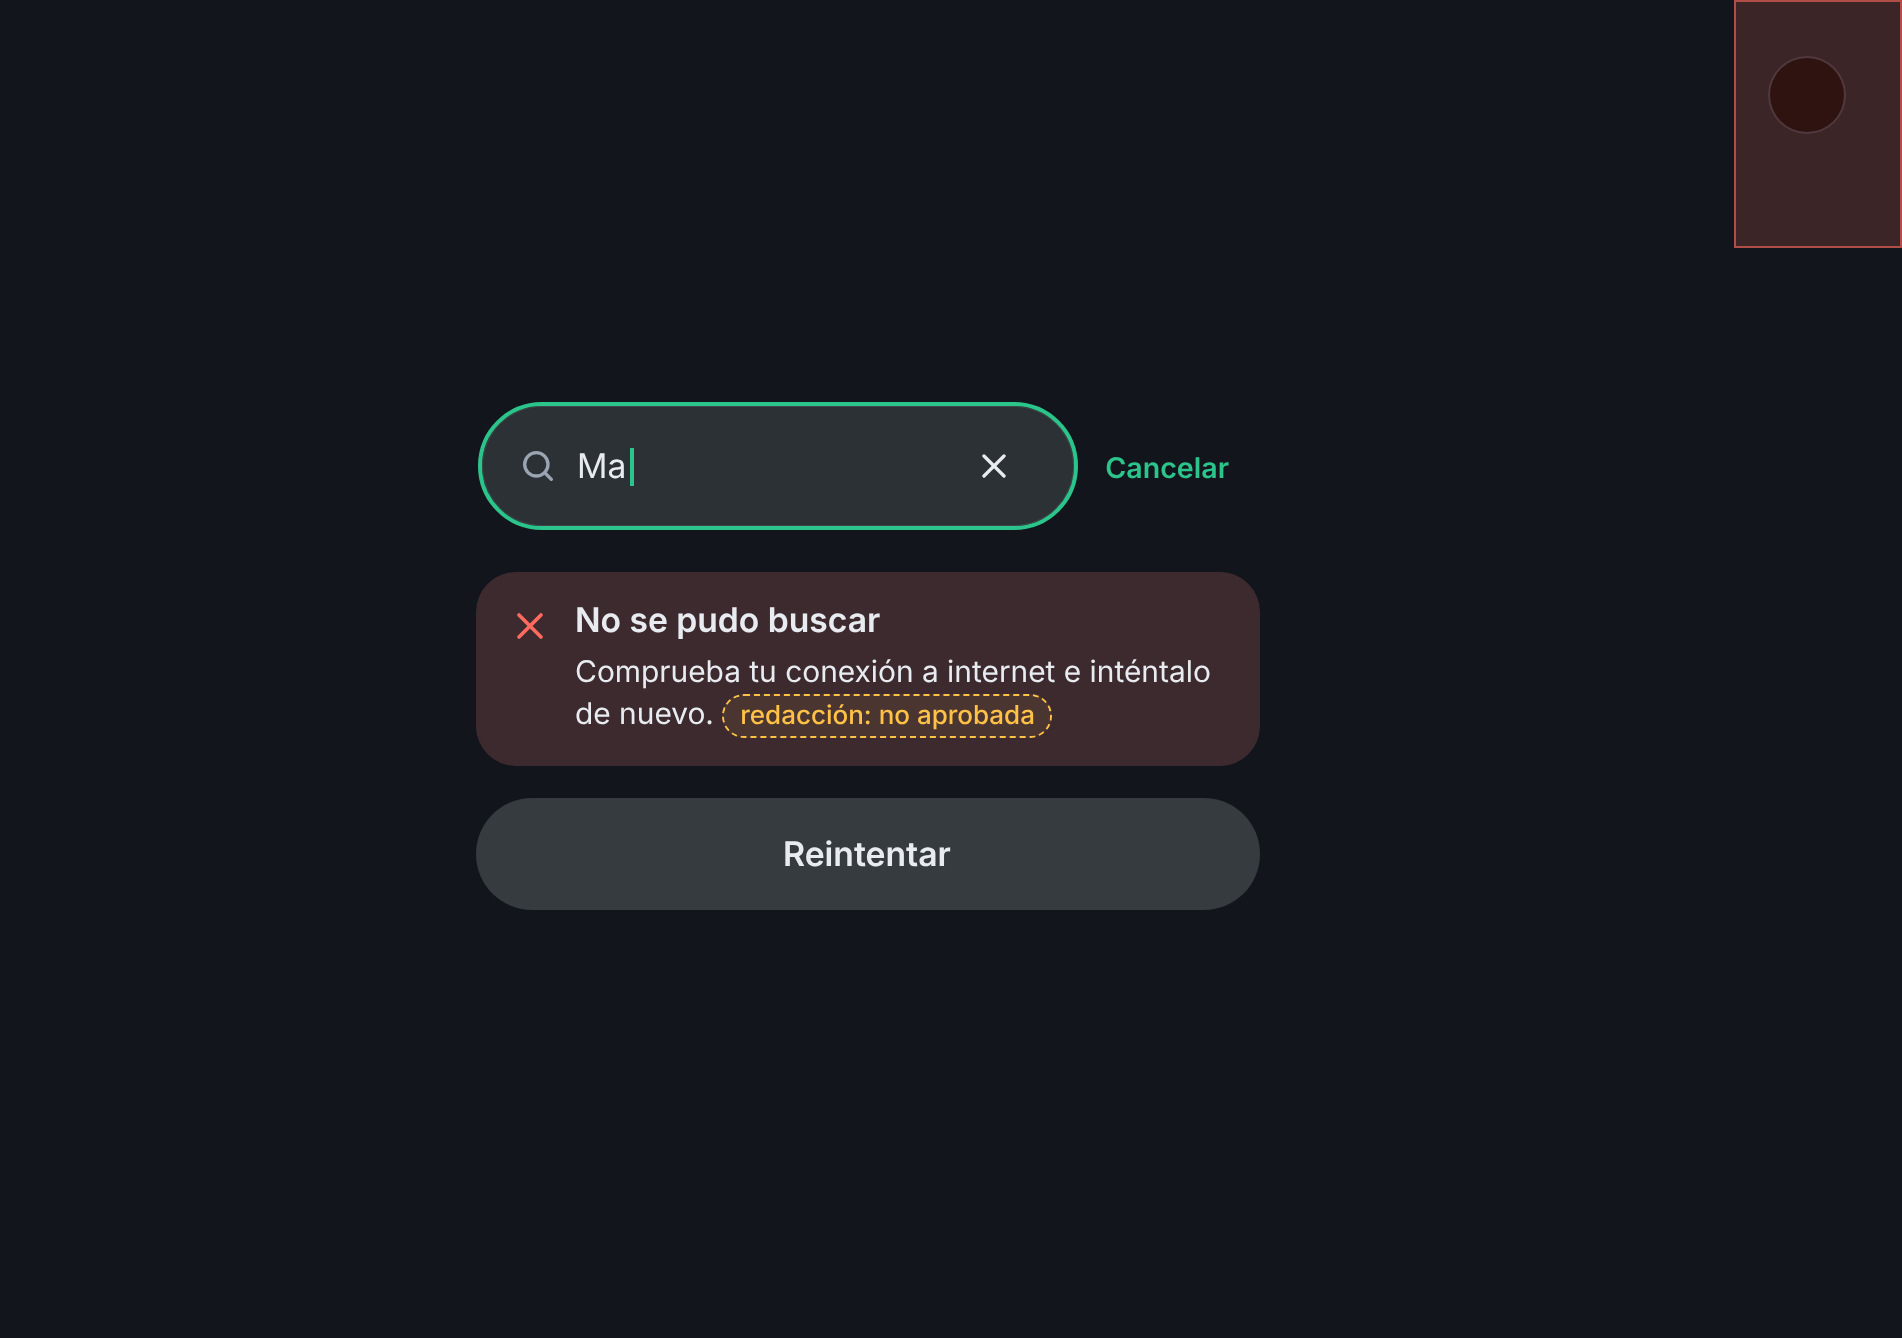 Ma
Cancelar
No se pudo buscar
Comprueba tu conexión a internet e inténtalo
de nuevo. redacción: no aprobada
Reintentar